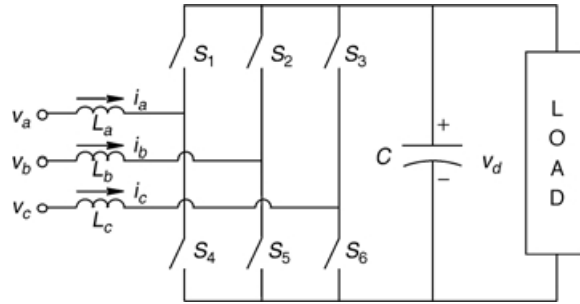 S1 S2 S3
va La ia
vb Lb ib
vc Lc ic
C + − vd
S4 S5 S6
L
O
A
D